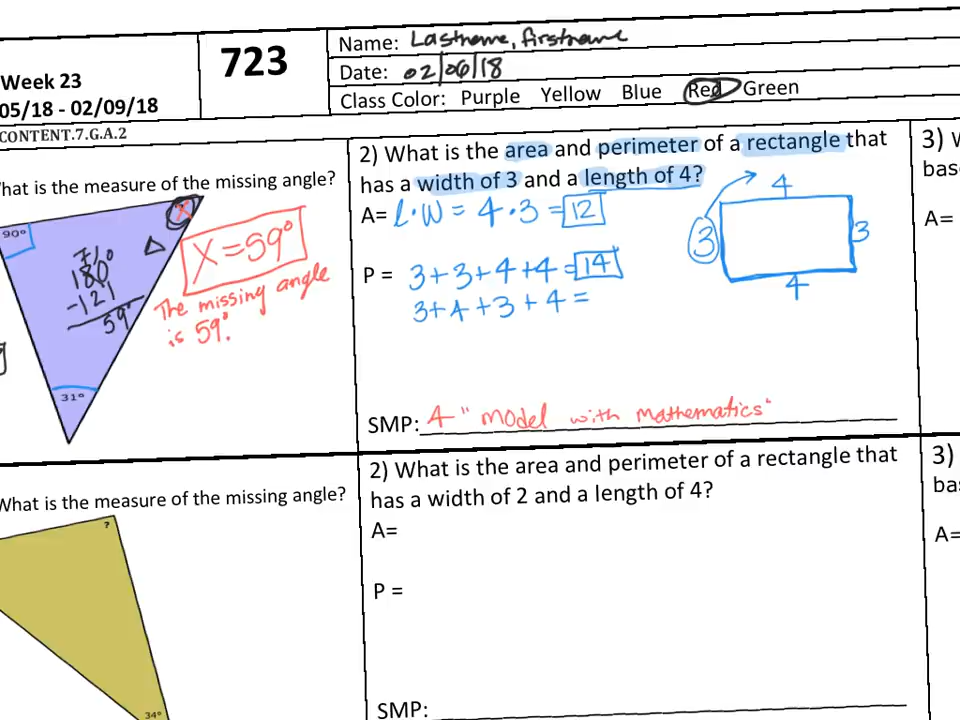 Week 23
05/18 - 02/09/18
723
Name: Lastname, firstname
Date: 02/06/18
Class Color: Purple Yellow Blue Red Green
CONTENT.7.G.A.2
hat is the measure of the missing angle?
90°
x
180°
-121
59°
31°
X = 59°
The missing angle
is 59°.
2) What is the area and perimeter of a rectangle that
has a width of 3 and a length of 4?
A= l·W = 4·3 = 12
P = 3+3+4+4 = 14
3+4+3+4 =
4
3
3
4
SMP: 4 "model with mathematics"
3) W
base
A=
What is the measure of the missing angle?
?
34°
2) What is the area and perimeter of a rectangle that
has a width of 2 and a length of 4?
A=
P =
SMP:
3)
bas
A=